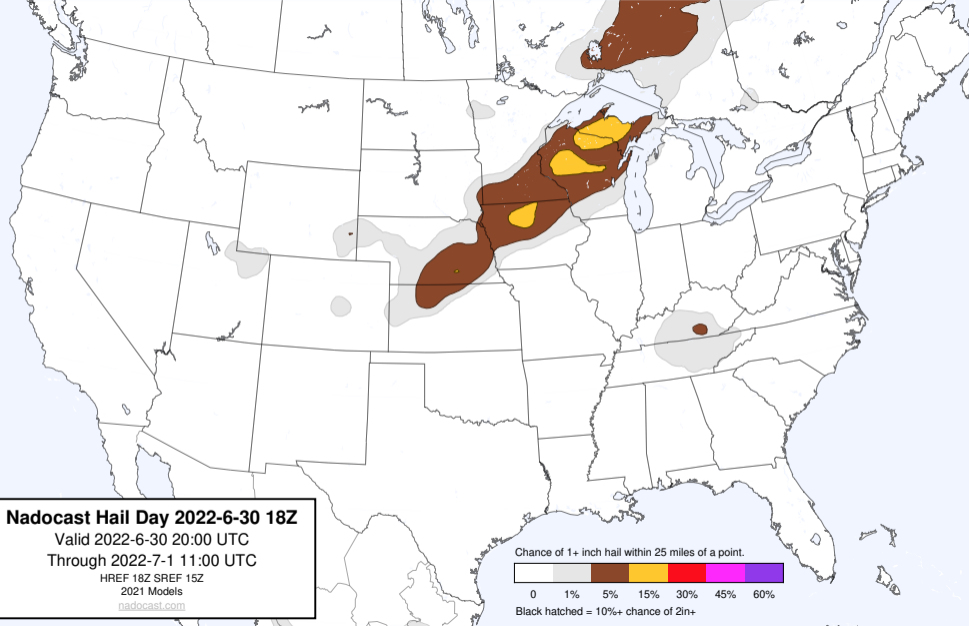 Nadocast Hail Day 2022-6-30 18Z
Valid 2022-6-30 20:00 UTC
Through 2022-7-1 11:00 UTC
HREF 18Z SREF 15Z
2021 Models
nadocast.com
Chance of 1+ inch hail within 25 miles of a point.
0 1% 5% 15% 30% 45% 60%
Black hatched = 10%+ chance of 2in+